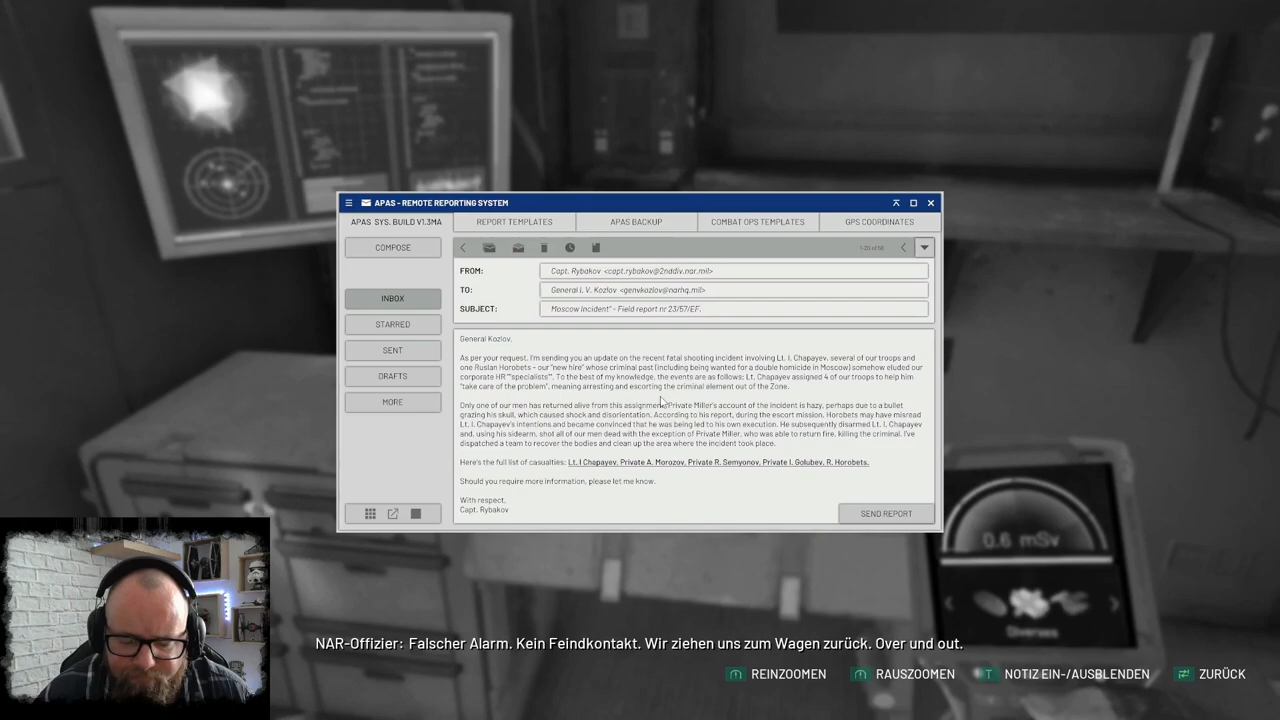 APAS - REMOTE REPORTING SYSTEM
APAS SYS. BUILD V1.3MA
REPORT TEMPLATES
APAS BACKUP
COMBAT OPS TEMPLATES
GPS COORDINATES
COMPOSE
INBOX
STARRED
SENT
DRAFTS
MORE
FROM: Capt. Rybakov <capt.rybakov@2nddiv.nar.mil>
TO: General I. V. Kozlov <genvkozlov@narhq.mil>
SUBJECT: Moscow Incident" - Field report nr 23/57/EF.
General Kozlov,
As per your request, I'm sending you an update on the recent fatal shooting incident involving Lt. I. Chapayev, several of our troops and
one Ruslan Horobets - our "new hire" whose criminal past (including being wanted for a double homicide in Moscow) somehow eluded our
corporate HR ""specialists"". To the best of my knowledge, the events are as follows: Lt. Chapayev assigned 4 of our troops to help him
"take care of the problem", meaning arresting and escorting the criminal element out of the Zone.
Only one of our men has returned alive from this assignment. Private Miller's account of the incident is hazy, perhaps due to a bullet
grazing his skull, which caused shock and disorientation. According to his report, during the escort mission, Horobets may have misread
Lt. I. Chapayev's intentions and became convinced that he was being led to his own execution. He subsequently disarmed Lt. I. Chapayev
and, using his sidearm, shot all of our men dead with the exception of Private Miller, who was able to return fire, killing the criminal. I've
dispatched a team to recover the bodies and clean up the area where the incident took place.
Here's the full list of casualties: Lt. I Chapayev, Private A. Morozov, Private R. Semyonov, Private I. Golubev, R. Horobets.
Should you require more information, please let me know.
With respect,
Capt. Rybakov
SEND REPORT
0.6 mSv
Diverses
NAR-Offizier: Falscher Alarm. Kein Feindkontakt. Wir ziehen uns zum Wagen zurück. Over und out.
REINZOOMEN
RAUSZOOMEN
T NOTIZ EIN-/AUSBLENDEN
ZURÜCK